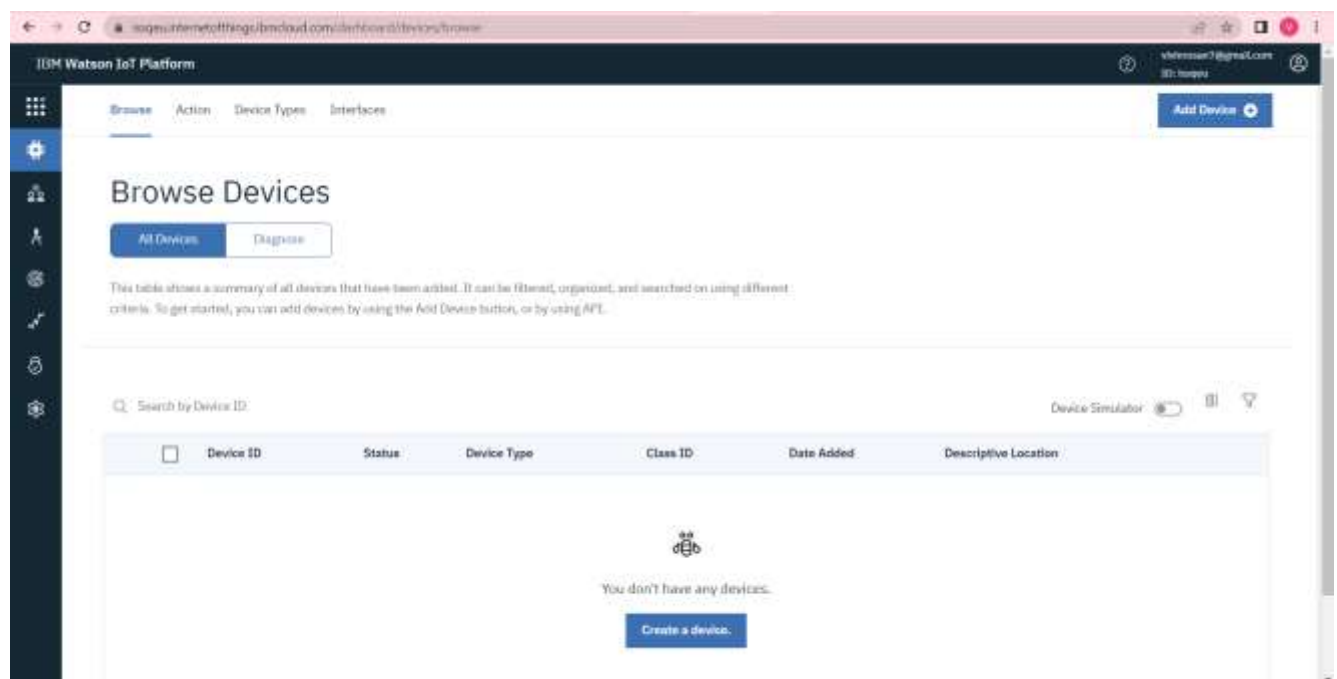 IBM Watson IoT Platform
Browse Action Device Types Interfaces
Add Device
Browse Devices
All Devices Diagnose
This table shows a summary of all devices that have been added. It can be filtered, organized, and searched on using different
criteria. To get started, you can add devices by using the Add Device button, or by using API.
Search by Device ID
Device Simulator
Device ID Status Device Type Class ID Date Added Descriptive Location
You don't have any devices.
Create a device.